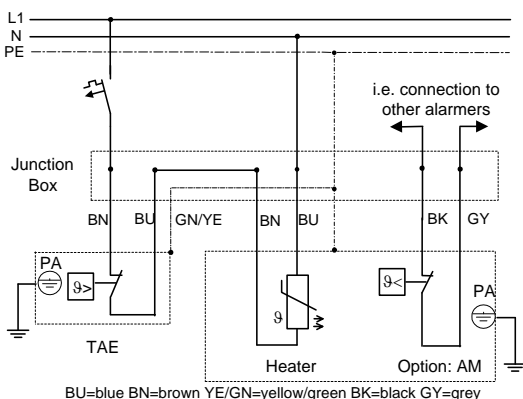 L1
N
PE
i.e. connection to
other alarmers
Junction
Box
BN BU GN/YE BN BU BK GY
PA
ϑ>
ϑ
ϑ<
PA
TAE
Heater
Option: AM
BU=blue BN=brown YE/GN=yellow/green BK=black GY=grey